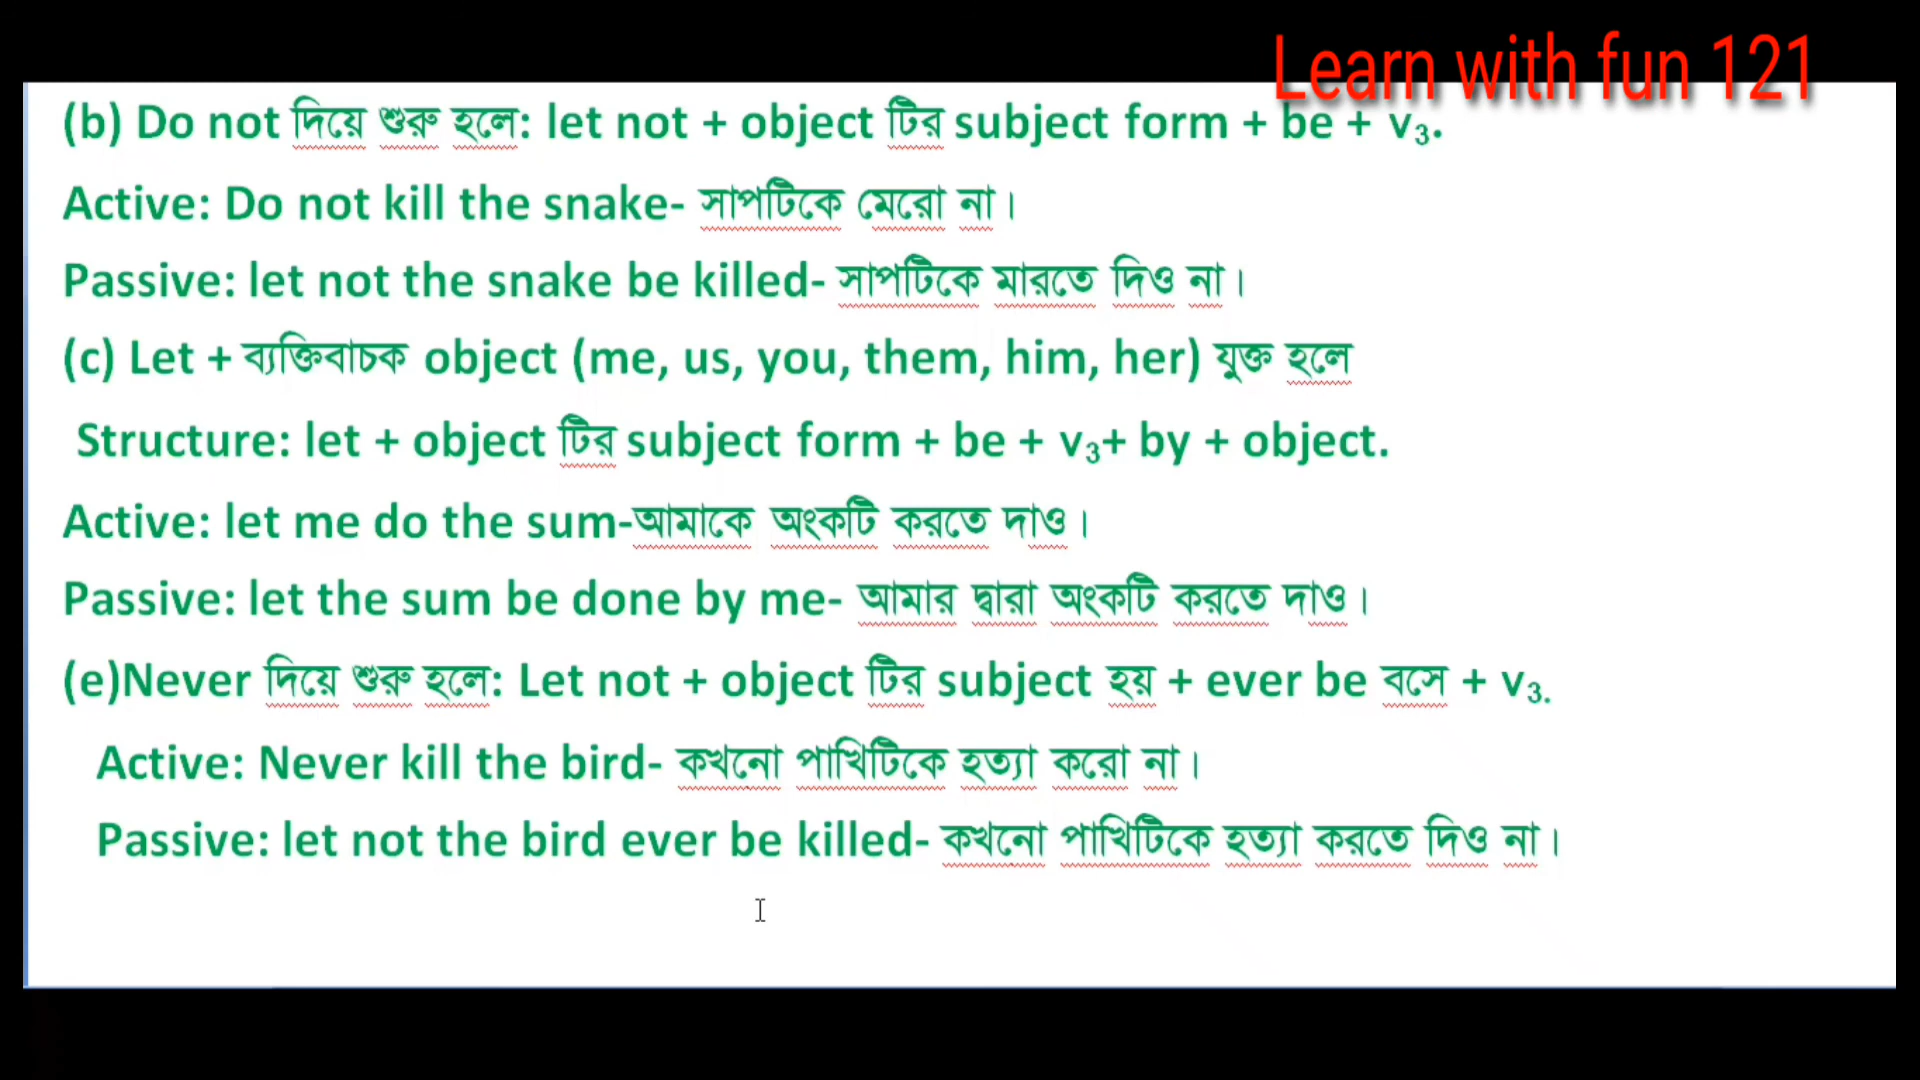 Learn with fun 121
(b) Do not দিয়ে শুরু হলে: let not + object টির subject form + be + v₃.
Active: Do not kill the snake- সাপটিকে মেরো না।
Passive: let not the snake be killed- সাপটিকে মারতে দিও না।
(c) Let + ব্যক্তিবাচক object (me, us, you, them, him, her) যুক্ত হলে
Structure: let + object টির subject form + be + v₃+ by + object.
Active: let me do the sum-আমাকে অংকটি করতে দাও।
Passive: let the sum be done by me- আমার দ্বারা অংকটি করতে দাও।
(e)Never দিয়ে শুরু হলে: Let not + object টির subject হয় + ever be বসে + v₃.
Active: Never kill the bird- কখনো পাখিটিকে হত্যা করো না।
Passive: let not the bird ever be killed- কখনো পাখিটিকে হত্যা করতে দিও না।